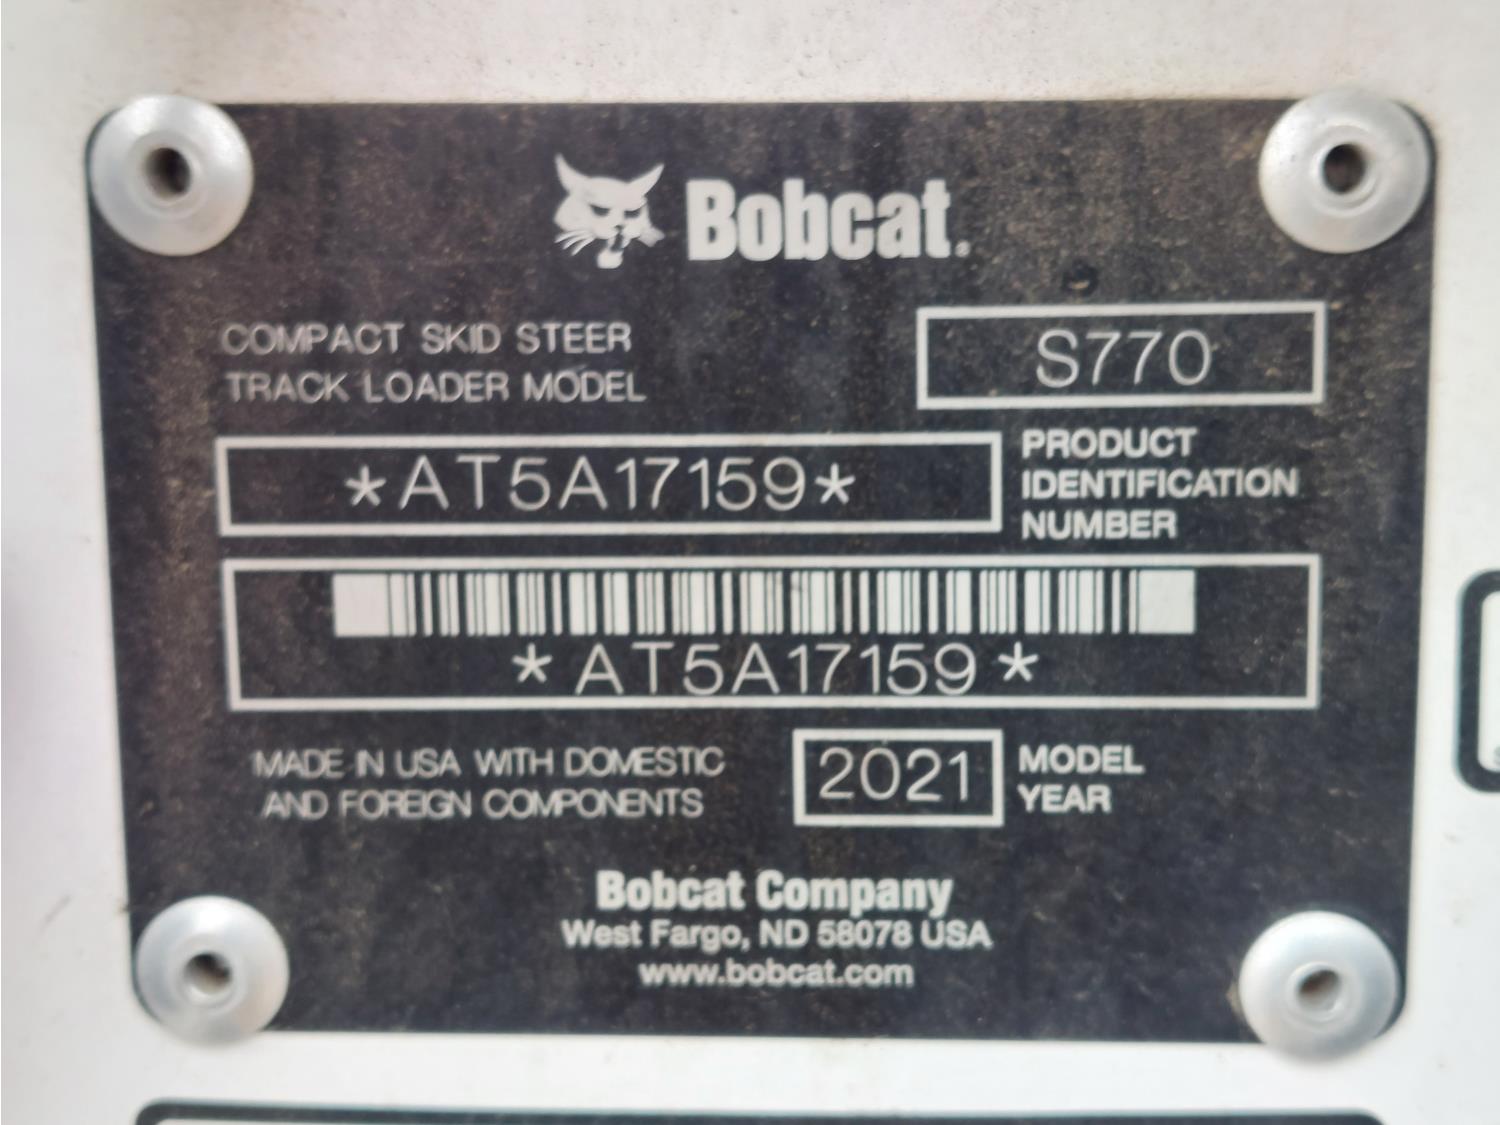 Bobcat.
COMPACT SKID STEER
TRACK LOADER MODEL
S770
*AT5A17159*
PRODUCT
IDENTIFICATION
NUMBER
*AT5A17159*
MADE IN USA WITH DOMESTIC
AND FOREIGN COMPONENTS
2021
MODEL
YEAR
Bobcat Company
West Fargo, ND 58078 USA
www.bobcat.com